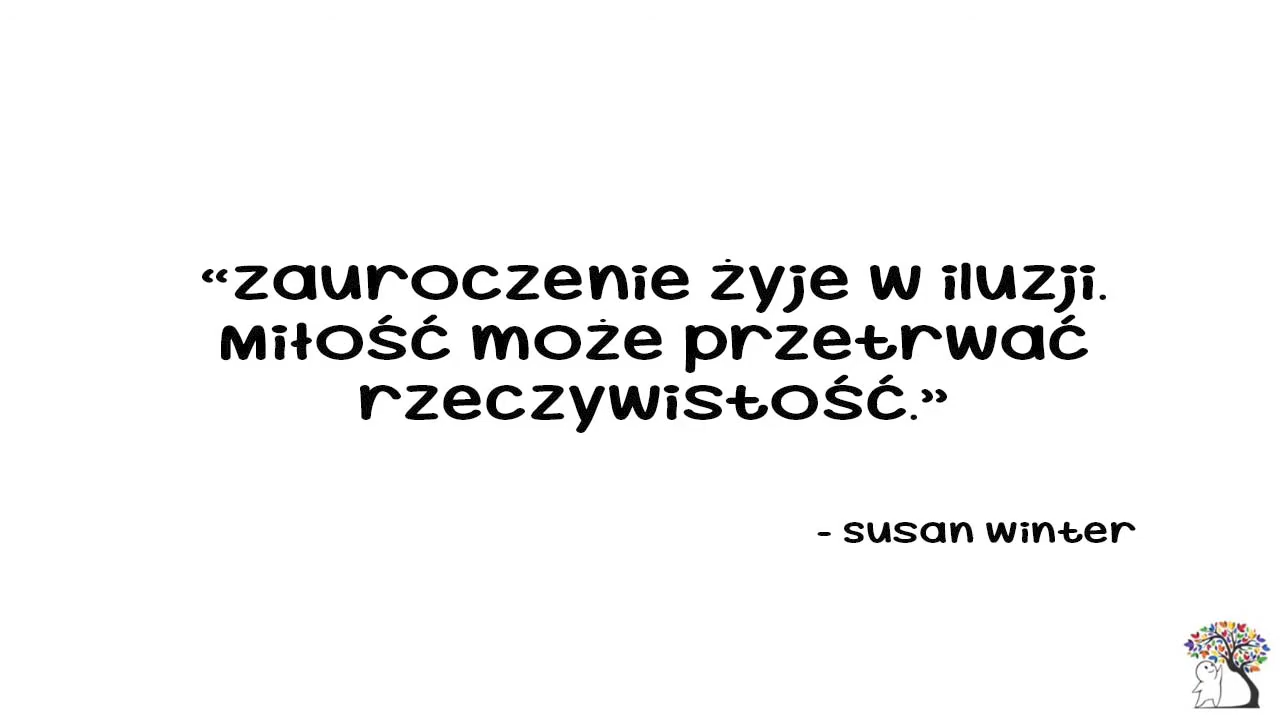 “Zauroczenie żyje w iluzji.
Miłość może przetrwać
rzeczywistość.”
- Susan Winter